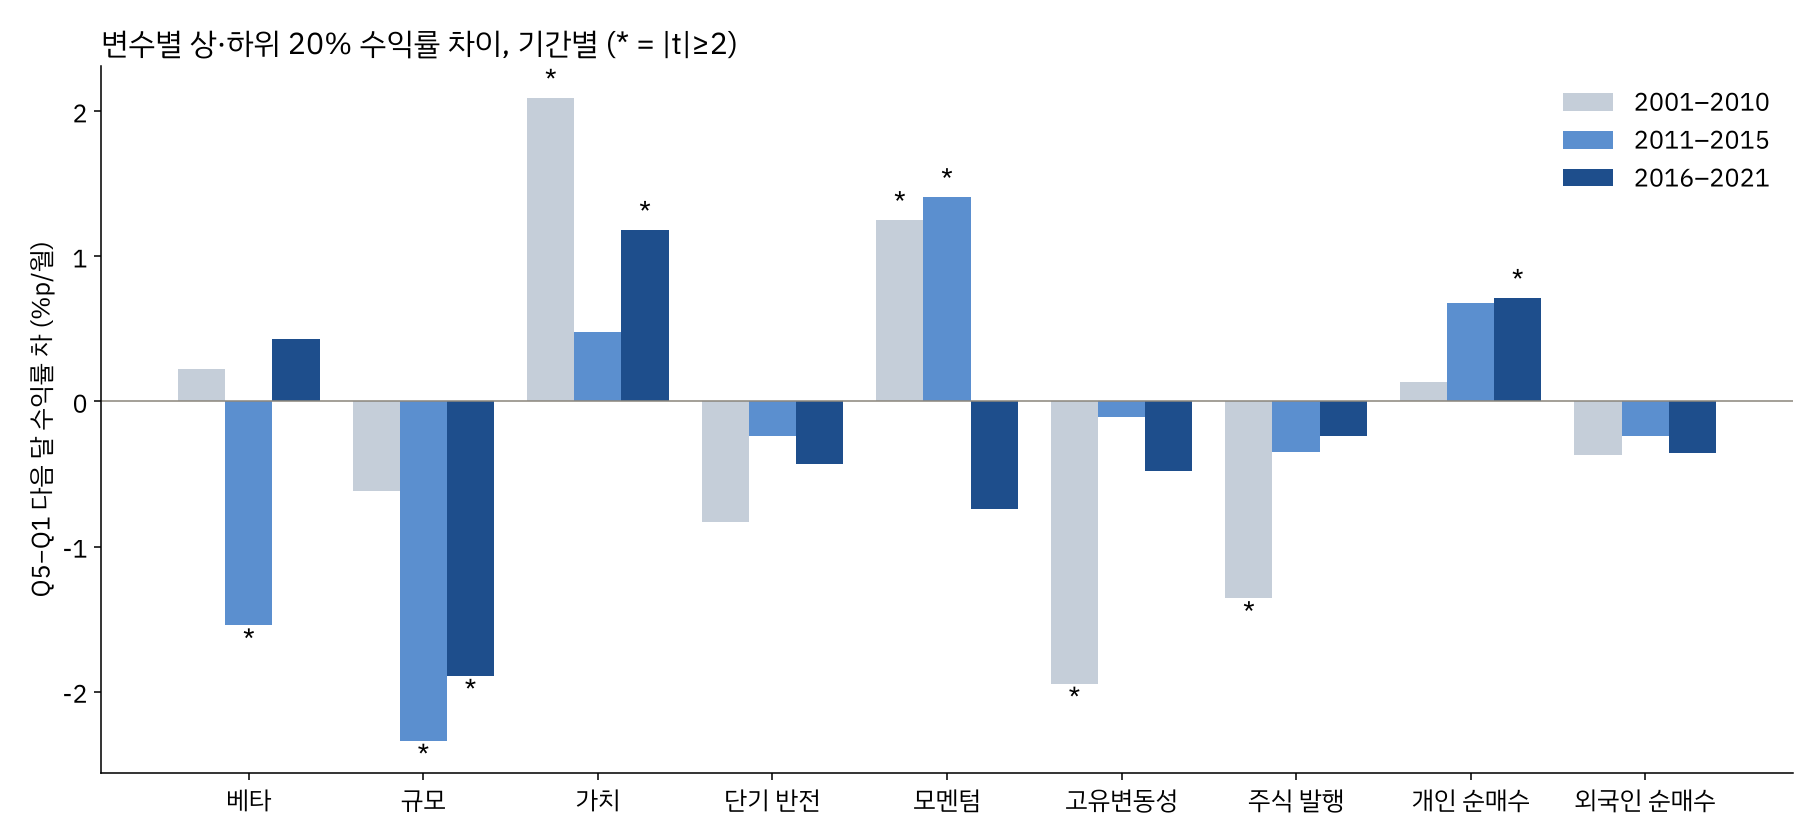 변수별 상·하위 20% 수익률 차이, 기간별 (* = |t|≥2)
2001–2010
2011–2015
2016–2021
Q5−Q1 다음 달 수익률 차 (%p/월)
2
1
0
-1
-2
*
*
*
*
*
*
*
*
*
*
베타
규모
가치
단기 반전
모멘텀
고유변동성
주식 발행
개인 순매수
외국인 순매수